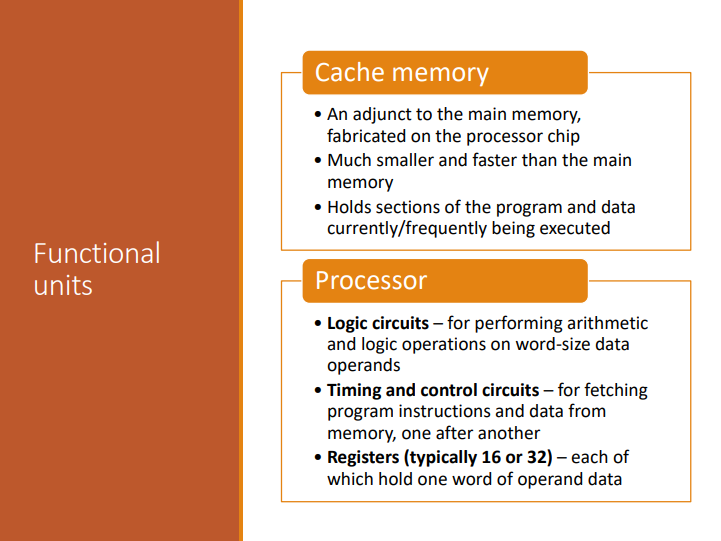 Functional
units
Cache memory
• An adjunct to the main memory,
fabricated on the processor chip
• Much smaller and faster than the main
memory
• Holds sections of the program and data
currently/frequently being executed
Processor
• Logic circuits – for performing arithmetic
and logic operations on word-size data
operands
• Timing and control circuits – for fetching
program instructions and data from
memory, one after another
• Registers (typically 16 or 32) – each of
which hold one word of operand data